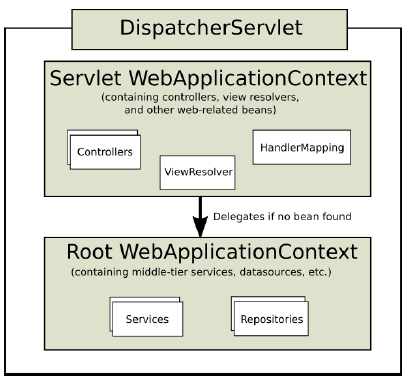 DispatcherServlet
Servlet WebApplicationContext
(containing controllers, view resolvers,
and other web-related beans)
Controllers
ViewResolver
HandlerMapping
Delegates if no bean found
Root WebApplicationContext
(containing middle-tier services, datasources, etc.)
Services
Repositories